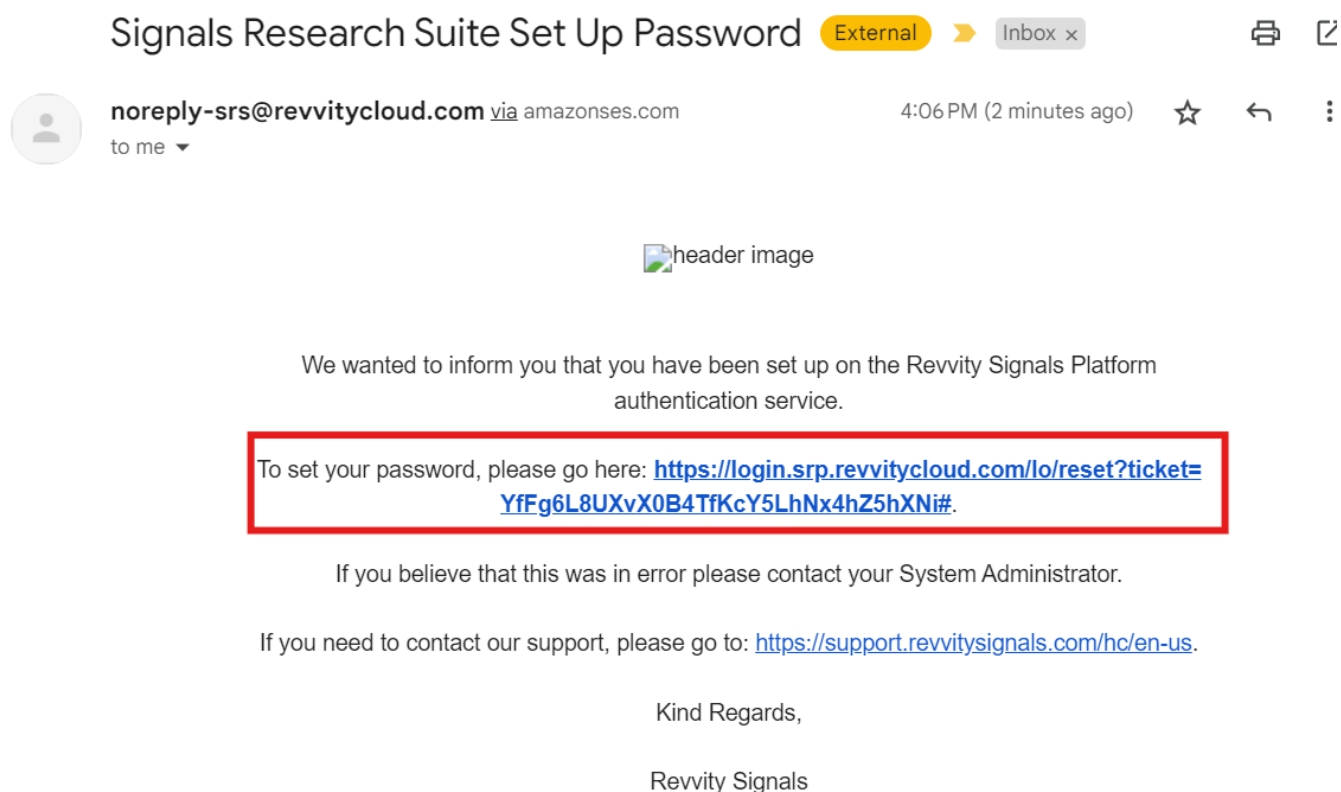 Signals Research Suite Set Up Password External Inbox x
noreply-srs@revvitycloud.com via amazonses.com 4:06 PM (2 minutes ago)
to me
header image
We wanted to inform you that you have been set up on the Revvity Signals Platform
authentication service.
To set your password, please go here: https://login.srp.revvitycloud.com/lo/reset?ticket=
YfFg6L8UXvX0B4TfKcY5LhNx4hZ5hXNi#.
If you believe that this was in error please contact your System Administrator.
If you need to contact our support, please go to: https://support.revvitysignals.com/hc/en-us.
Kind Regards,
Revvity Signals